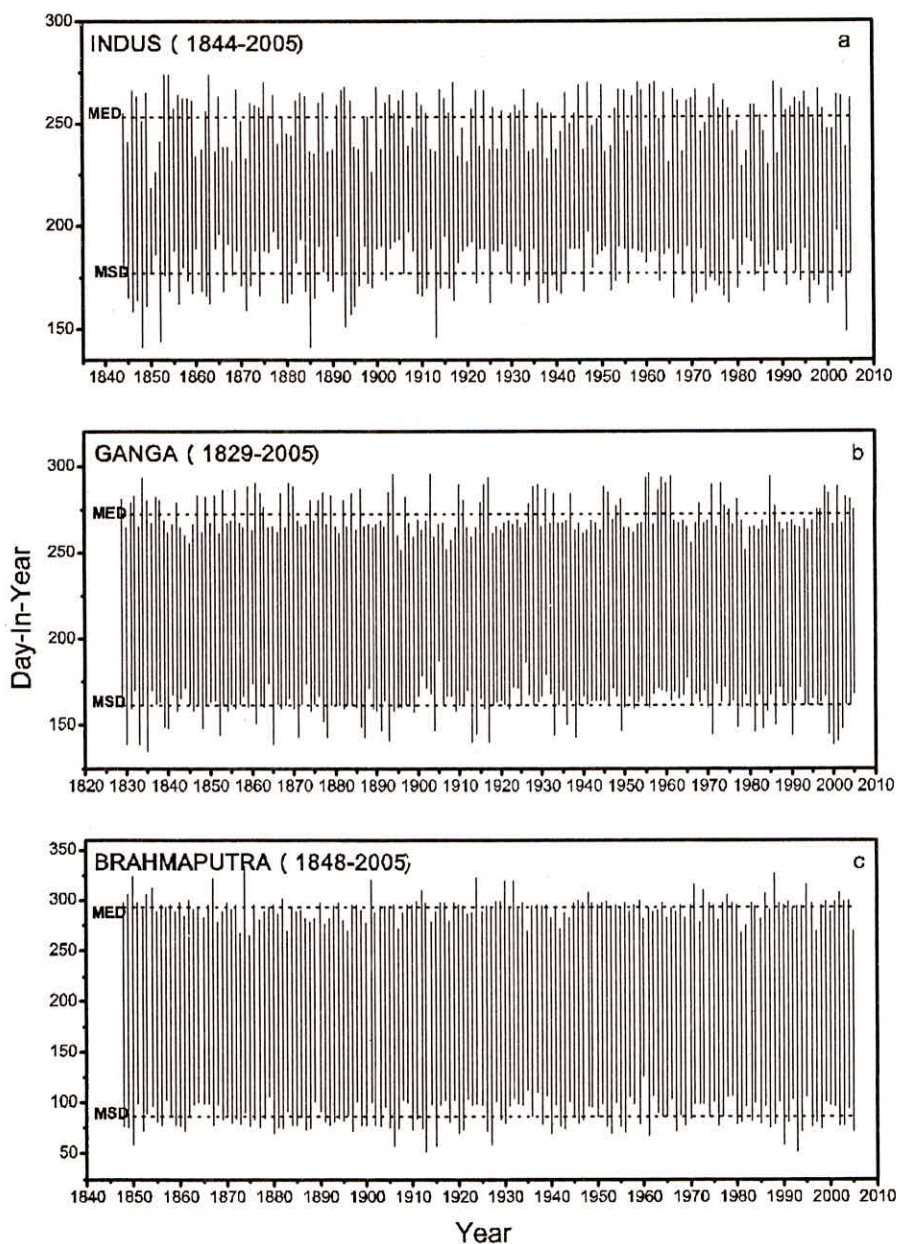 INDUS ( 1844-2005)
a
300
250
200
150
MED
MSD
1840 1850 1860 1870 1880 1890 1900 1910 1920 1930 1940 1950 1960 1970 1980 1990 2000 2010
GANGA ( 1829-2005)
b
300
250
200
150
MED
MSD
1820 1830 1840 1850 1860 1870 1880 1890 1900 1910 1920 1930 1940 1950 1960 1970 1980 1990 2000 2010
Day-In-Year
BRAHMAPUTRA ( 1848-2005)
c
350
300
250
200
150
100
50
MED
MSD
1840 1850 1860 1870 1880 1890 1900 1910 1920 1930 1940 1950 1960 1970 1980 1990 2000 2010
Year